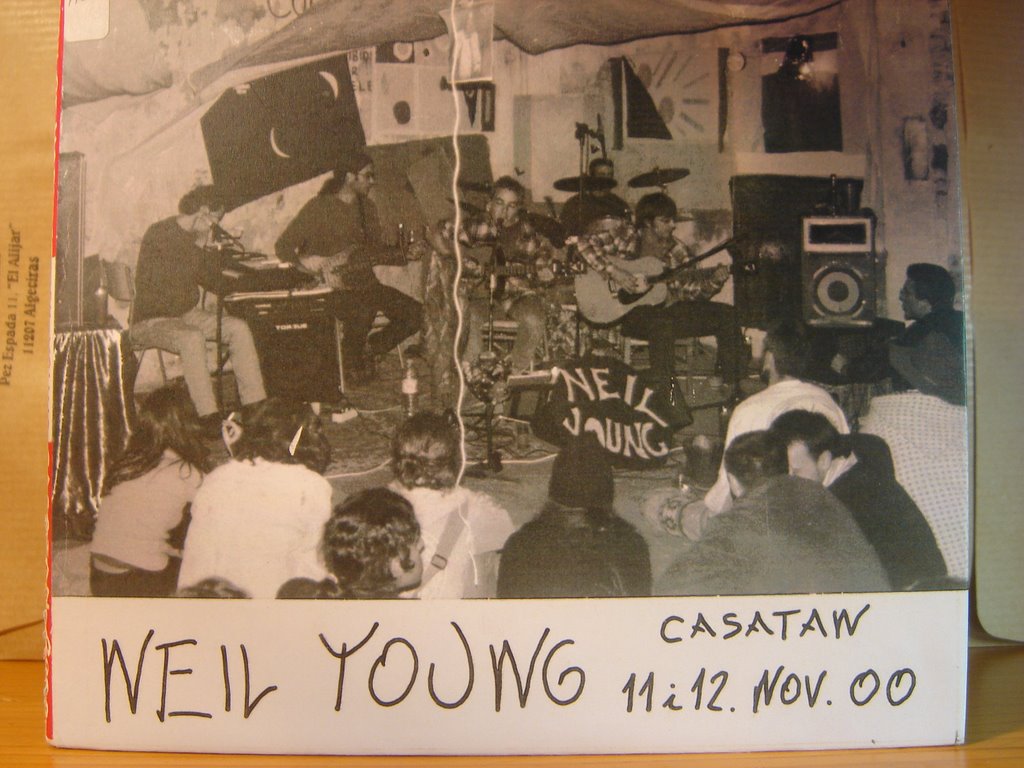 Pez Espada 11. "El Alijar"
11207 Algeciras
NEIL
YOUNG
NEIL YOUNG
CASATAW
11 i 12. NOV. 00